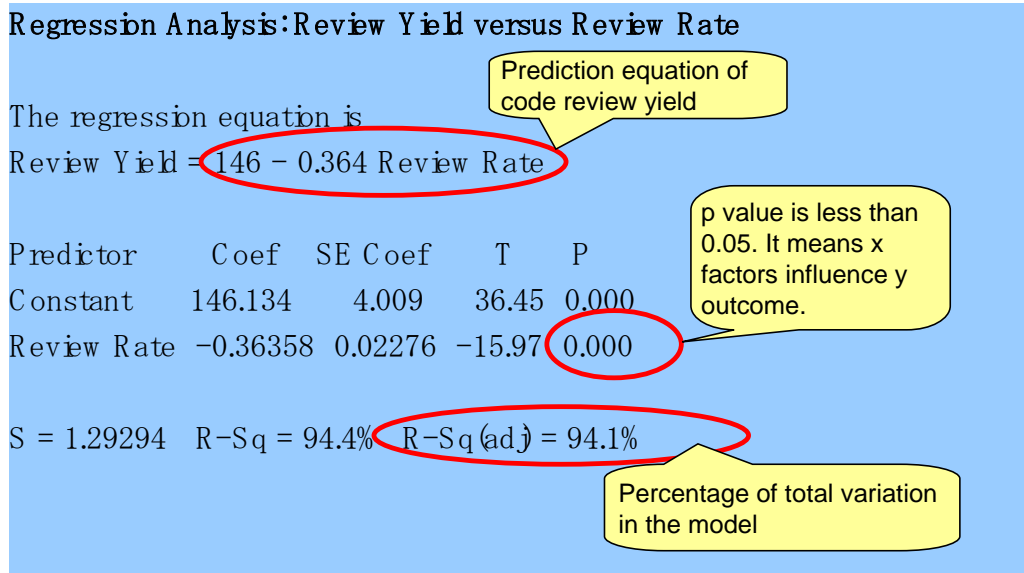 Regression Analysis: Review Yield versus Review Rate
Prediction equation of
code review yield
The regression equation is
Review Yield = 146 - 0.364 Review Rate
p value is less than
0.05. It means x
factors influence y
outcome.
Predictor Coef SE Coef T P
Constant 146.134 4.009 36.45 0.000
Review Rate -0.36358 0.02276 -15.97 0.000
S = 1.29294 R-Sq = 94.4% R-Sq(adj) = 94.1%
Percentage of total variation
in the model